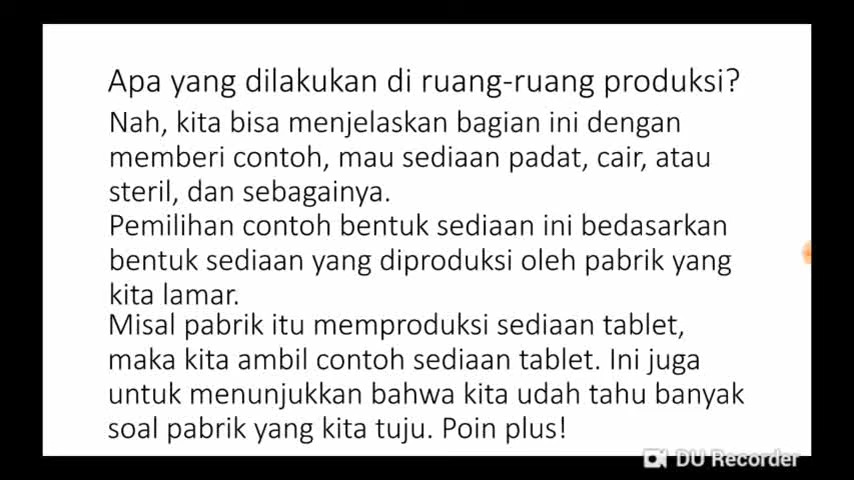 Apa yang dilakukan di ruang-ruang produksi?
Nah, kita bisa menjelaskan bagian ini dengan
memberi contoh, mau sediaan padat, cair, atau
steril, dan sebagainya.
Pemilihan contoh bentuk sediaan ini bedasarkan
bentuk sediaan yang diproduksi oleh pabrik yang
kita lamar.
Misal pabrik itu memproduksi sediaan tablet,
maka kita ambil contoh sediaan tablet. Ini juga
untuk menunjukkan bahwa kita udah tahu banyak
soal pabrik yang kita tuju. Poin plus!
DU Recorder